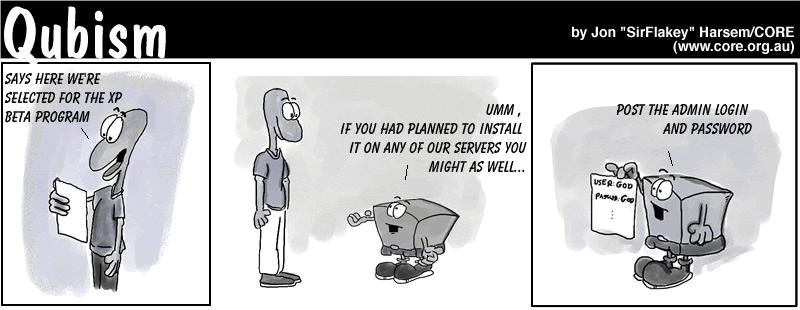 Qubism
by Jon "SirFlakey" Harsem/CORE
(www.core.org.au)
SAYS HERE WE'RE
SELECTED FOR THE XP
BETA PROGRAM
UMM ,
IF YOU HAD PLANNED TO INSTALL
IT ON ANY OF OUR SERVERS YOU
MIGHT AS WELL...
POST THE ADMIN LOGIN
AND PASSWORD
USER:GOD
PASSWD:GOD
: